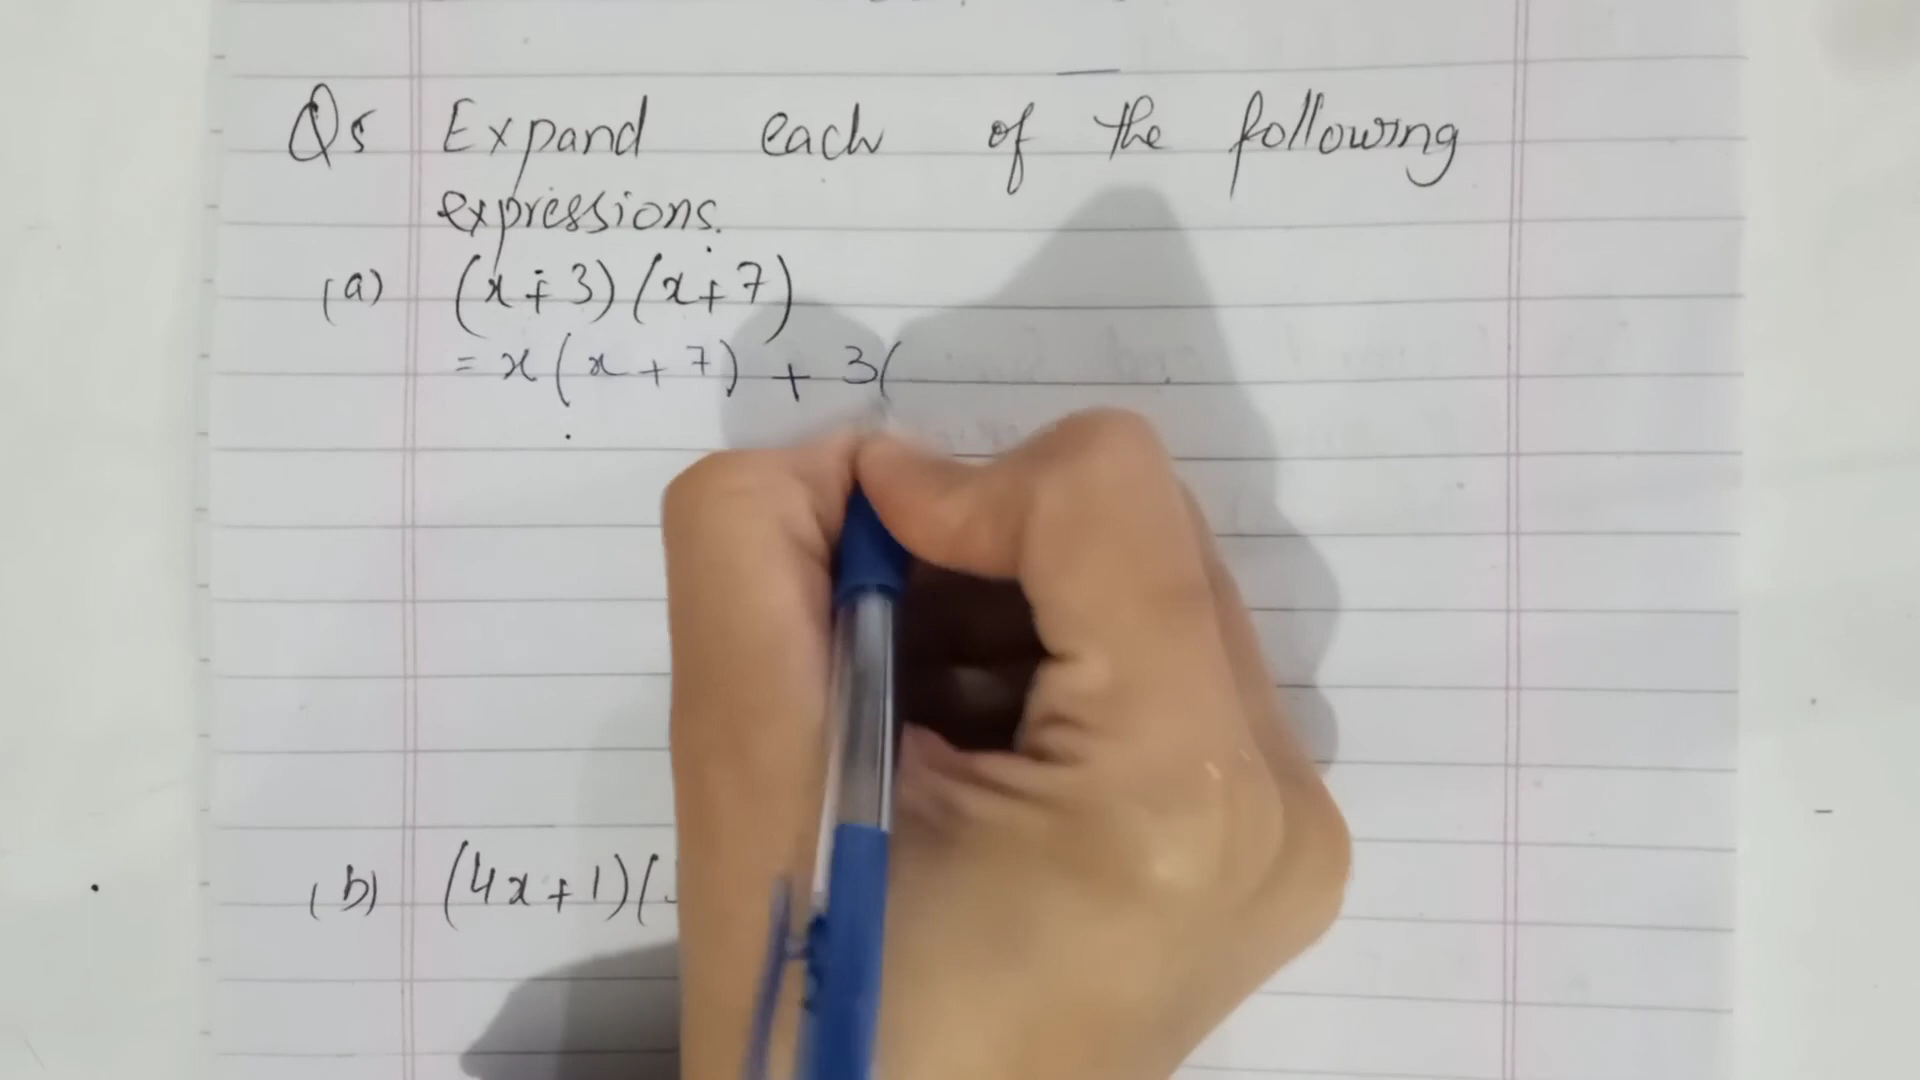 Q5 Expand each of the following
expressions.
(a) (x+3)(x+7)
= x(x+7) + 3(
(b) (4x+1)(